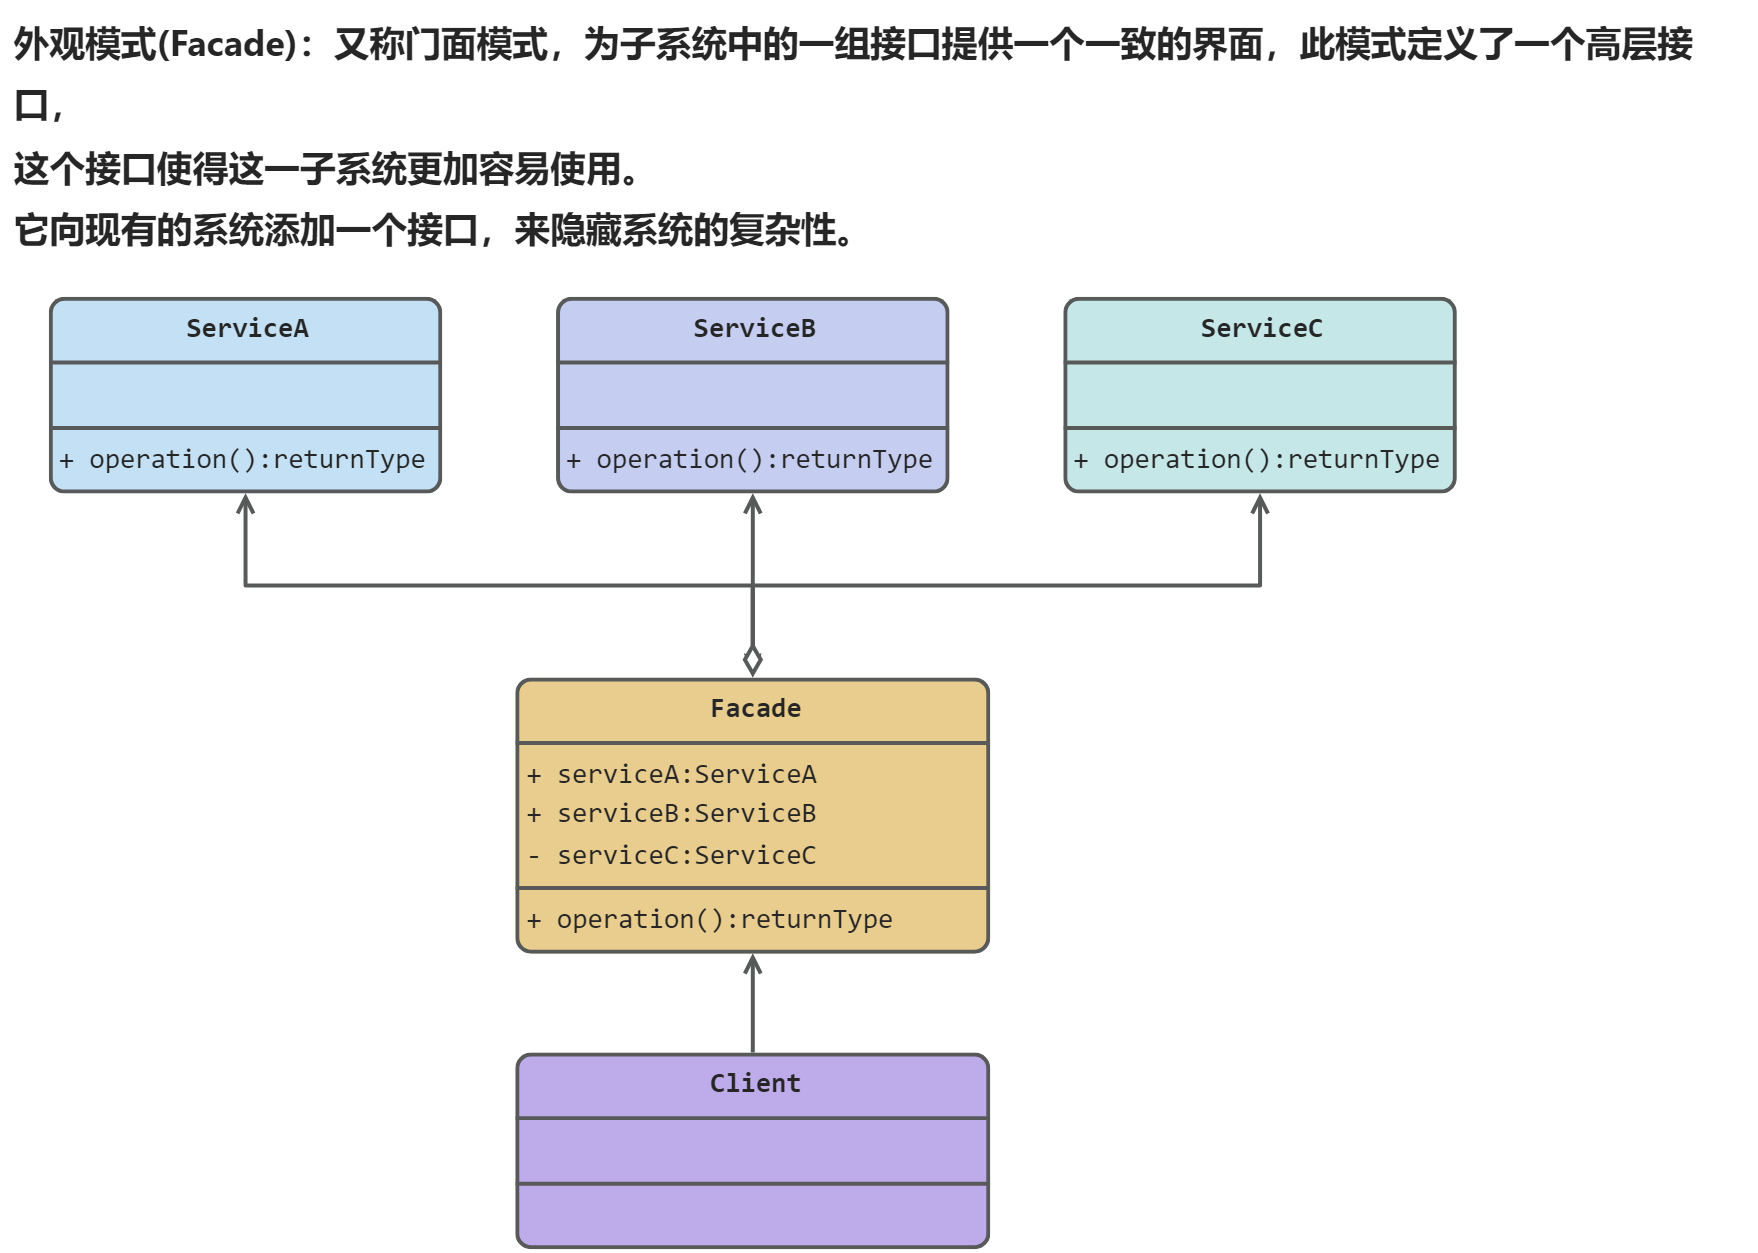 外观模式(Facade)：又称门面模式，为子系统中的一组接口提供一个一致的界面，此模式定义了一个高层接
口，
这个接口使得这一子系统更加容易使用。
它向现有的系统添加一个接口，来隐藏系统的复杂性。
ServiceA
+ operation():returnType
ServiceB
+ operation():returnType
ServiceC
+ operation():returnType
Facade
+ serviceA:ServiceA
+ serviceB:ServiceB
- serviceC:ServiceC
+ operation():returnType
Client